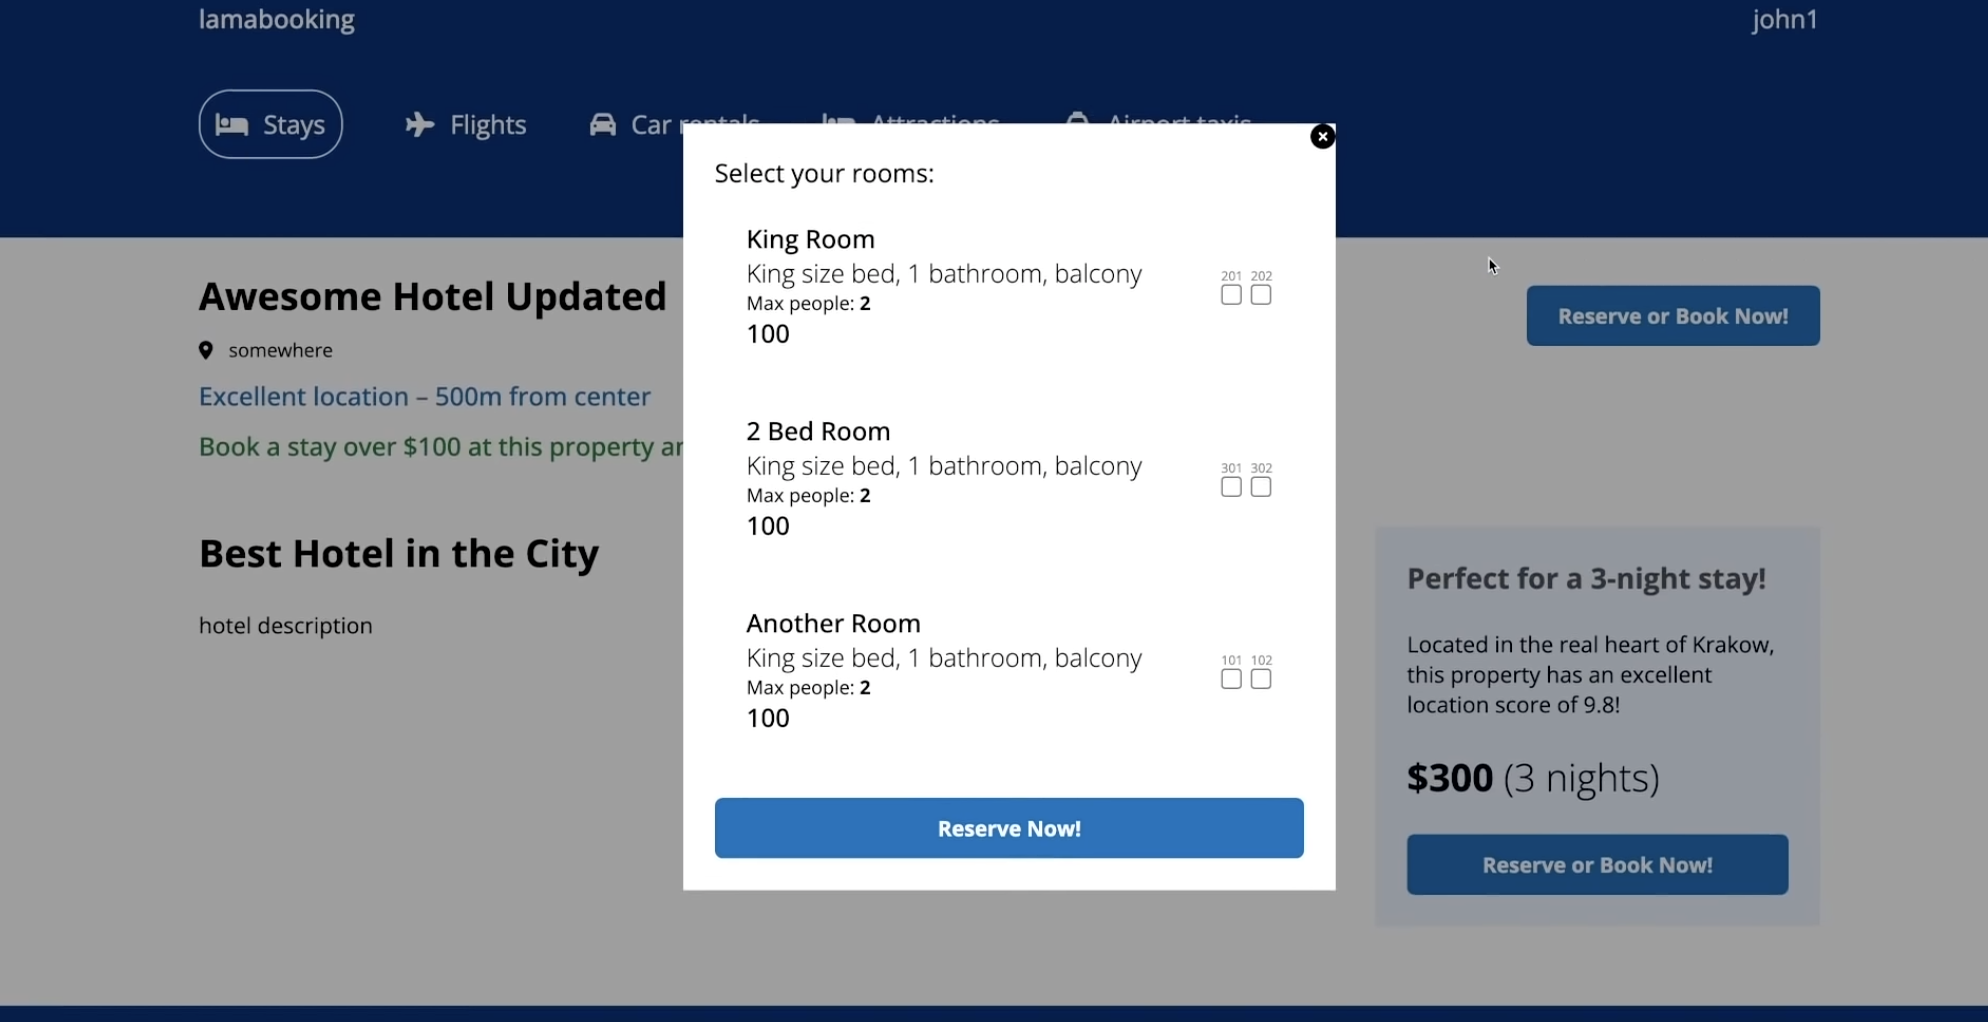 lamabooking
john1
Stays
Flights
Car rentals
Attractions
Airport taxis
Select your rooms:
King Room
King size bed, 1 bathroom, balcony
Max people: 2
100
201 202
2 Bed Room
King size bed, 1 bathroom, balcony
Max people: 2
100
301 302
Another Room
King size bed, 1 bathroom, balcony
Max people: 2
100
101 102
Reserve Now!
Awesome Hotel Updated
somewhere
Excellent location – 500m from center
Book a stay over $100 at this property
Reserve or Book Now!
Best Hotel in the City
hotel description
Perfect for a 3-night stay!
Located in the real heart of Krakow,
this property has an excellent
location score of 9.8!
$300 (3 nights)
Reserve or Book Now!